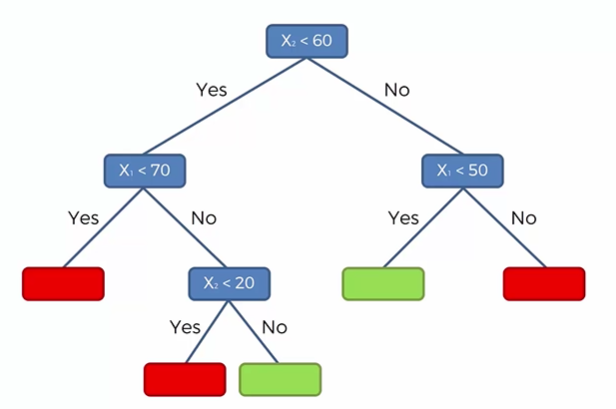 X₂ < 60
Yes
No
X₁ < 70
X₁ < 50
Yes
No
Yes
No
X₂ < 20
Yes
No